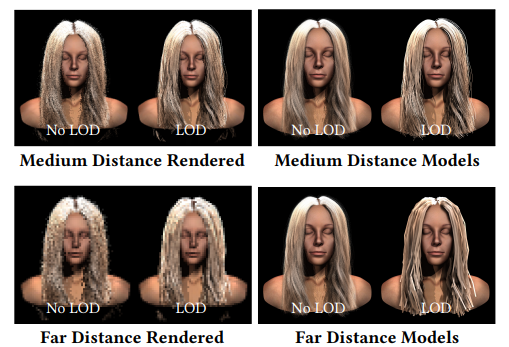 No LOD LOD No LOD LOD
Medium Distance Rendered Medium Distance Models
No LOD LOD No LOD LOD
Far Distance Rendered Far Distance Models